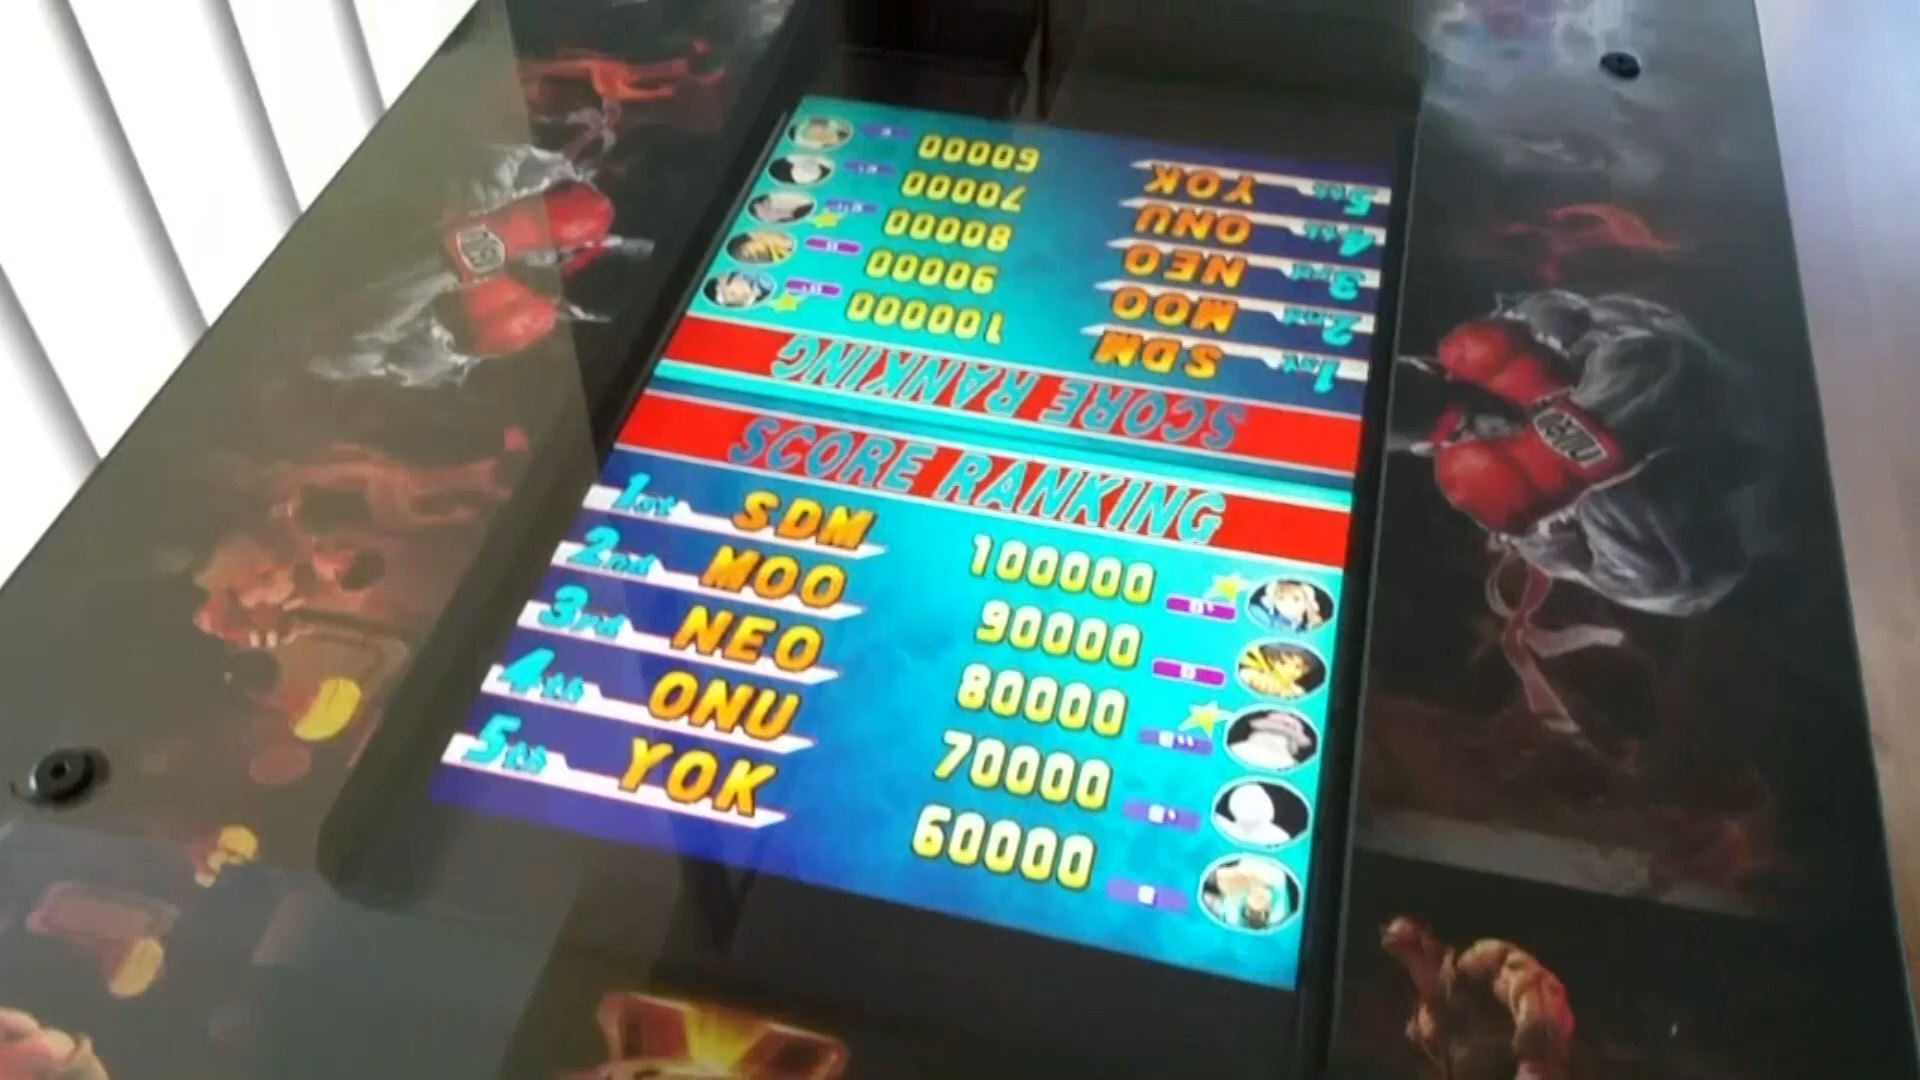 60000 YOK 5th
70000 ONU 4th
80000 NEO 3rd
90000 MOO 2nd
100000 SDM 1st
SCORE RANKING
SCORE RANKING
1st SDM 100000
2nd MOO 90000
3rd NEO 80000
4th ONU 70000
5th YOK 60000